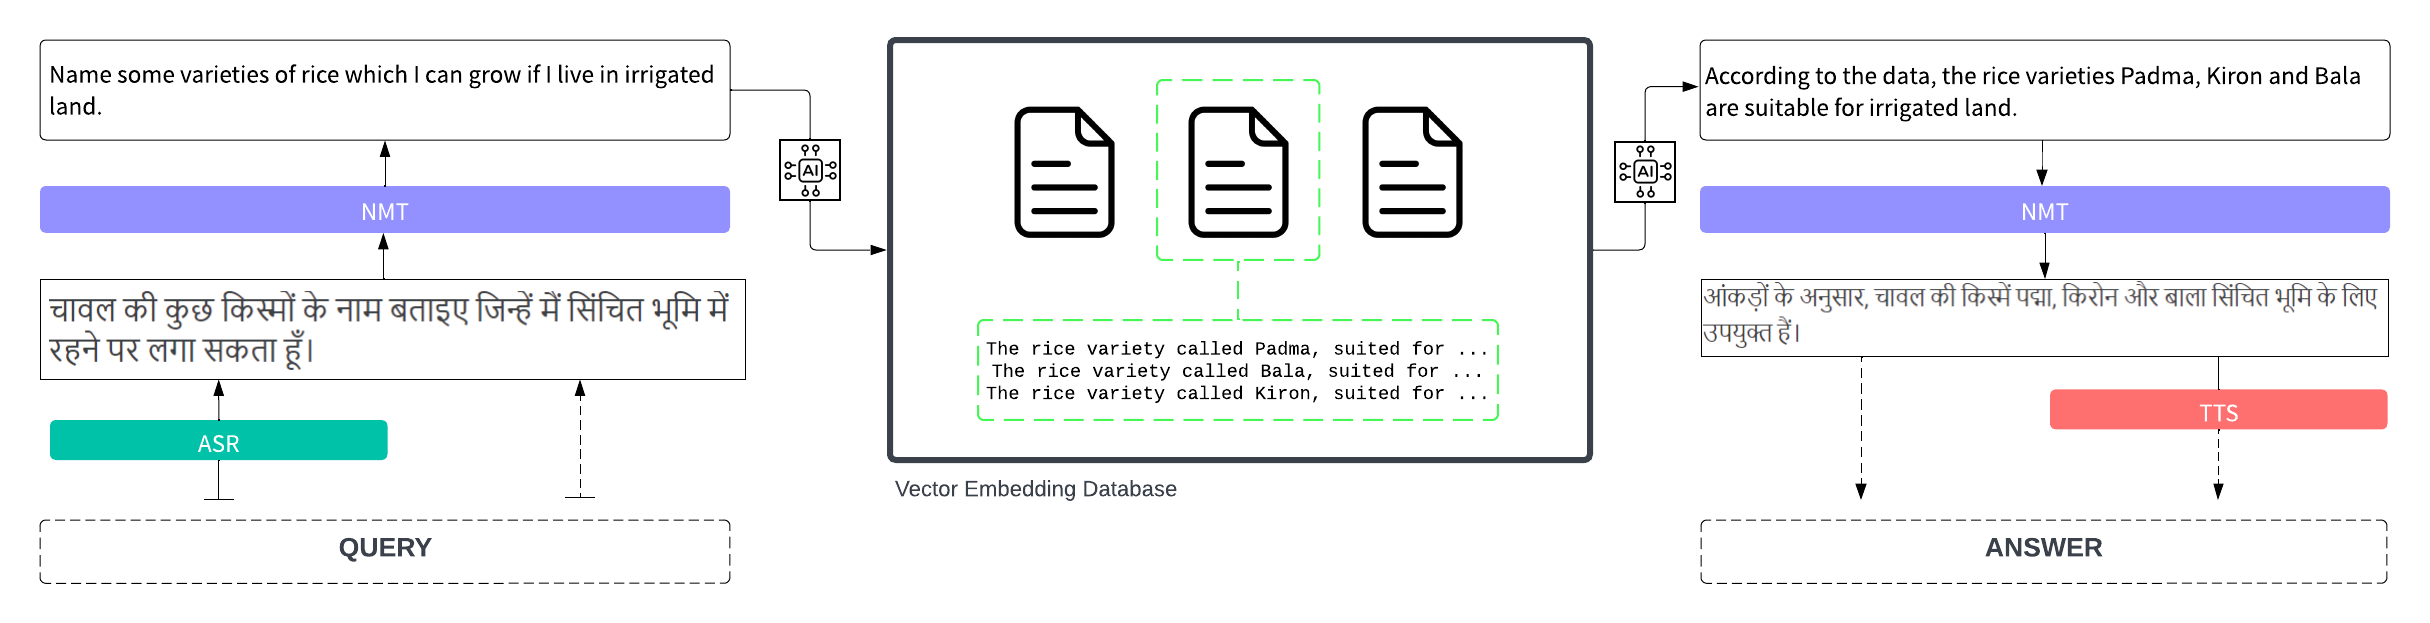 Name some varieties of rice which I can grow if I live in irrigated
land.
NMT
चावल की कुछ किस्मों के नाम बताइए जिन्हें मैं सिंचित भूमि में
रहने पर लगा सकता हूँ।
ASR
QUERY
AI
The rice variety called Padma, suited for ...
The rice variety called Bala, suited for ...
The rice variety called Kiron, suited for ...
Vector Embedding Database
AI
According to the data, the rice varieties Padma, Kiron and Bala
are suitable for irrigated land.
NMT
आंकड़ों के अनुसार, चावल की किस्में पद्मा, किरोन और बाला सिंचित भूमि के लिए
उपयुक्त हैं।
TTS
ANSWER